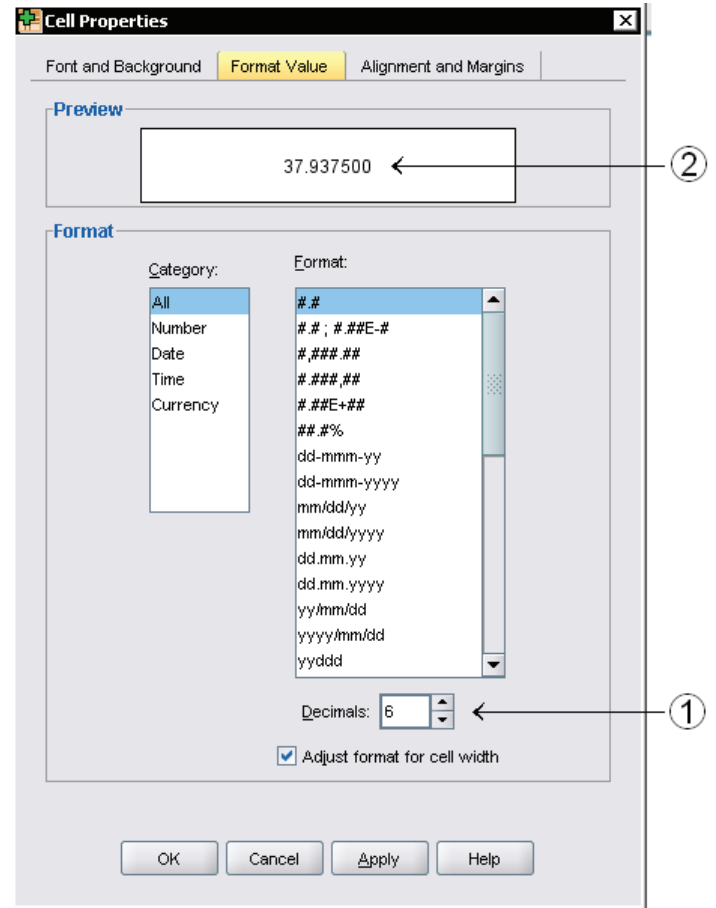 Cell Properties
Font and Background Format Value Alignment and Margins
Preview
37.937500
②
Format
Category: Format:
All
Number
Date
Time
Currency
#.#
#.# ; #.##E-#
#,###.##
#.###,##
#.##E+##
##.#%
dd-mmm-yy
dd-mmm-yyyy
mm/dd/yy
mm/dd/yyyy
dd.mm.yy
dd.mm.yyyy
yy/mm/dd
yyyy/mm/dd
yyddd
Decimals: 6
①
Adjust format for cell width
OK Cancel Apply Help